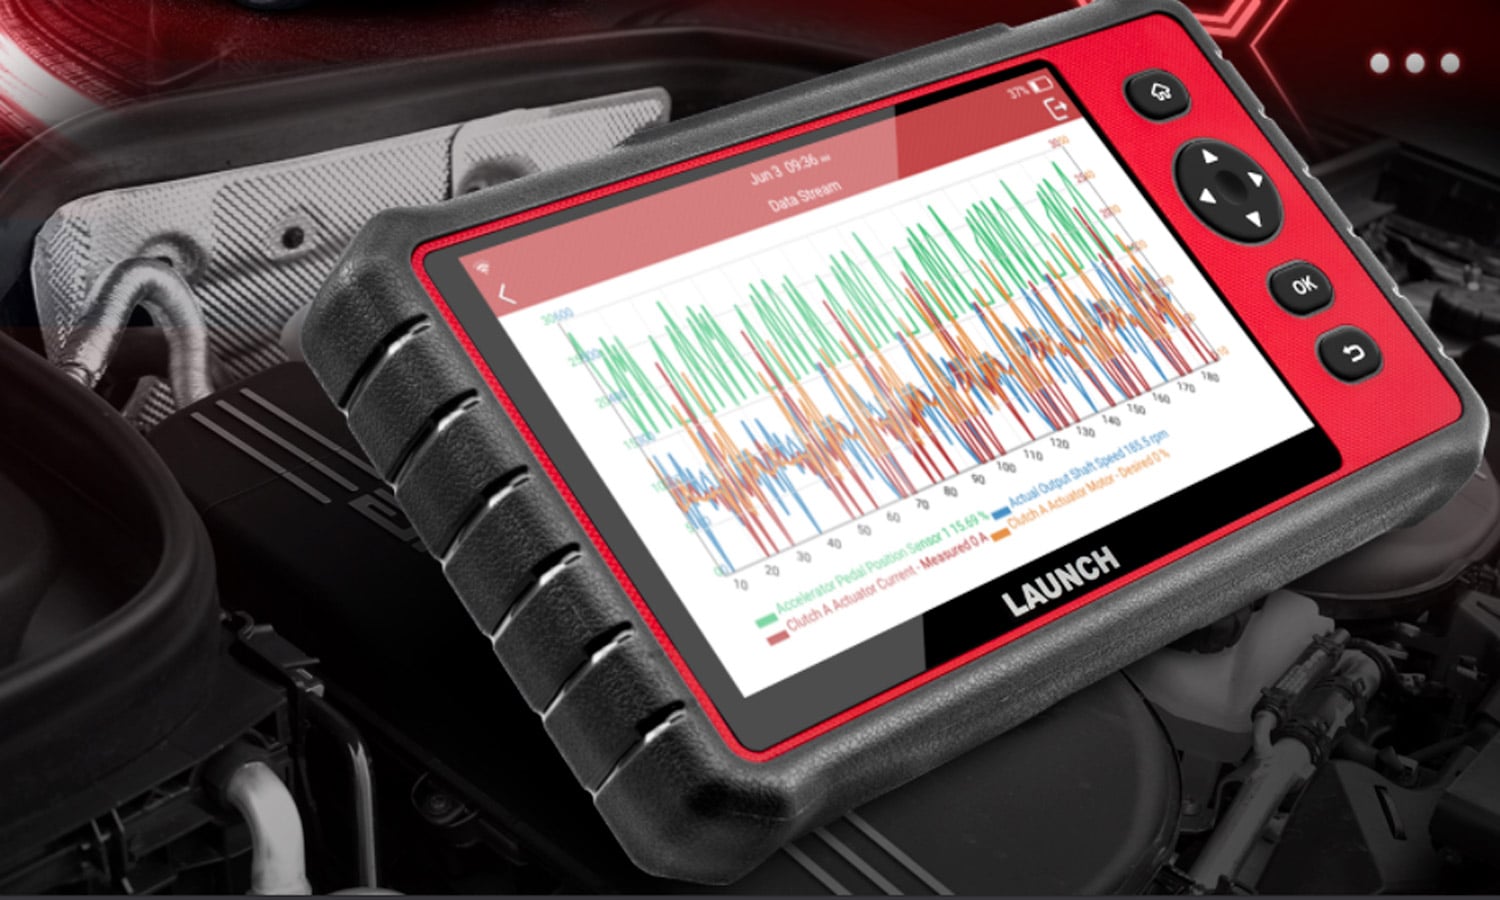 37%
Jun 3 09:36 AM
Data Stream
30600
10 20 30 40 50 60 70 80 90 100 110 120 130 140 150 160 170 180
Accelerator Pedal Position Sensor 1 15.69 %
Actual Output Shaft Speed 185.5 rpm
Clutch A Actuator Current - Measured 0 A
Clutch A Actuator Motor - Desired 0 %
LAUNCH
OK